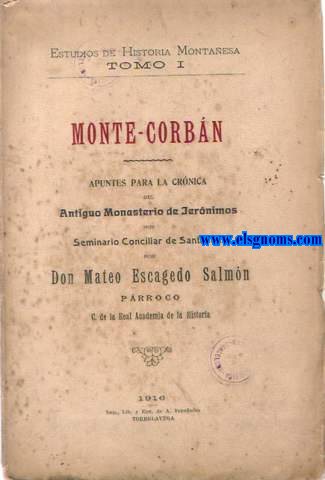 ESTUDIOS DE HISTORIA MONTAÑESA
TOMO I
MONTE-CORBÁN
APUNTES PARA LA CRÓNICA
DEL
Antiguo Monasterio de Jerónimos
HOY
Seminario Conciliar de Sant
www.elsgnoms.com
POR
Don Mateo Escagedo Salmón
PÁRROCO
C. de la Real Academia de la Historia
1916
Imp., Lib. y Enc. de A. Fernández
TORRELAVEGA